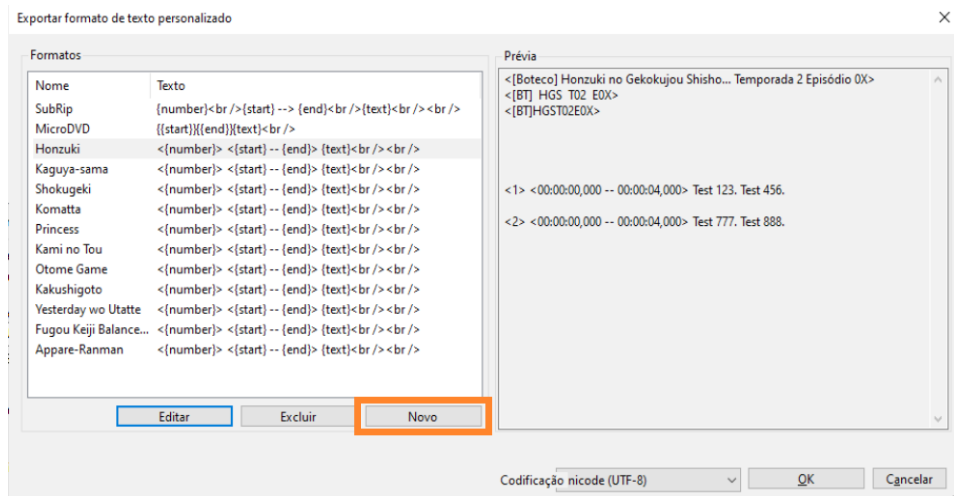 Exportar formato de texto personalizado
Formatos
Nome Texto
SubRip {number}<br />{start} --> {end}<br />{text}<br /><br />
MicroDVD {{start}}{{end}}{text}<br />
Honzuki <{number}> <{start} -- {end}> {text}<br /><br />
Kaguya-sama <{number}> <{start} -- {end}> {text}<br /><br />
Shokugeki <{number}> <{start} -- {end}> {text}<br /><br />
Komatta <{number}> <{start} -- {end}> {text}<br /><br />
Princess <{number}> <{start} -- {end}> {text}<br /><br />
Kami no Tou <{number}> <{start} -- {end}> {text}<br /><br />
Otome Game <{number}> <{start} -- {end}> {text}<br /><br />
Kakushigoto <{number}> <{start} -- {end}> {text}<br /><br />
Yesterday wo Utatte <{number}> <{start} -- {end}> {text}<br /><br />
Fugou Keiji Balance... <{number}> <{start} -- {end}> {text}<br /><br />
Appare-Ranman <{number}> <{start} -- {end}> {text}<br /><br />
Editar Excluir Novo
Prévia
<[Boteco] Honzuki no Gekokujou Shisho... Temporada 2 Episódio 0X>
<[BT] HGS T02 E0X>
<[BT]HGST02E0X>
<1> <00:00:00,000 -- 00:00:04,000> Test 123. Test 456.
<2> <00:00:00,000 -- 00:00:04,000> Test 777. Test 888.
Codificação nicode (UTF-8) OK Cancelar